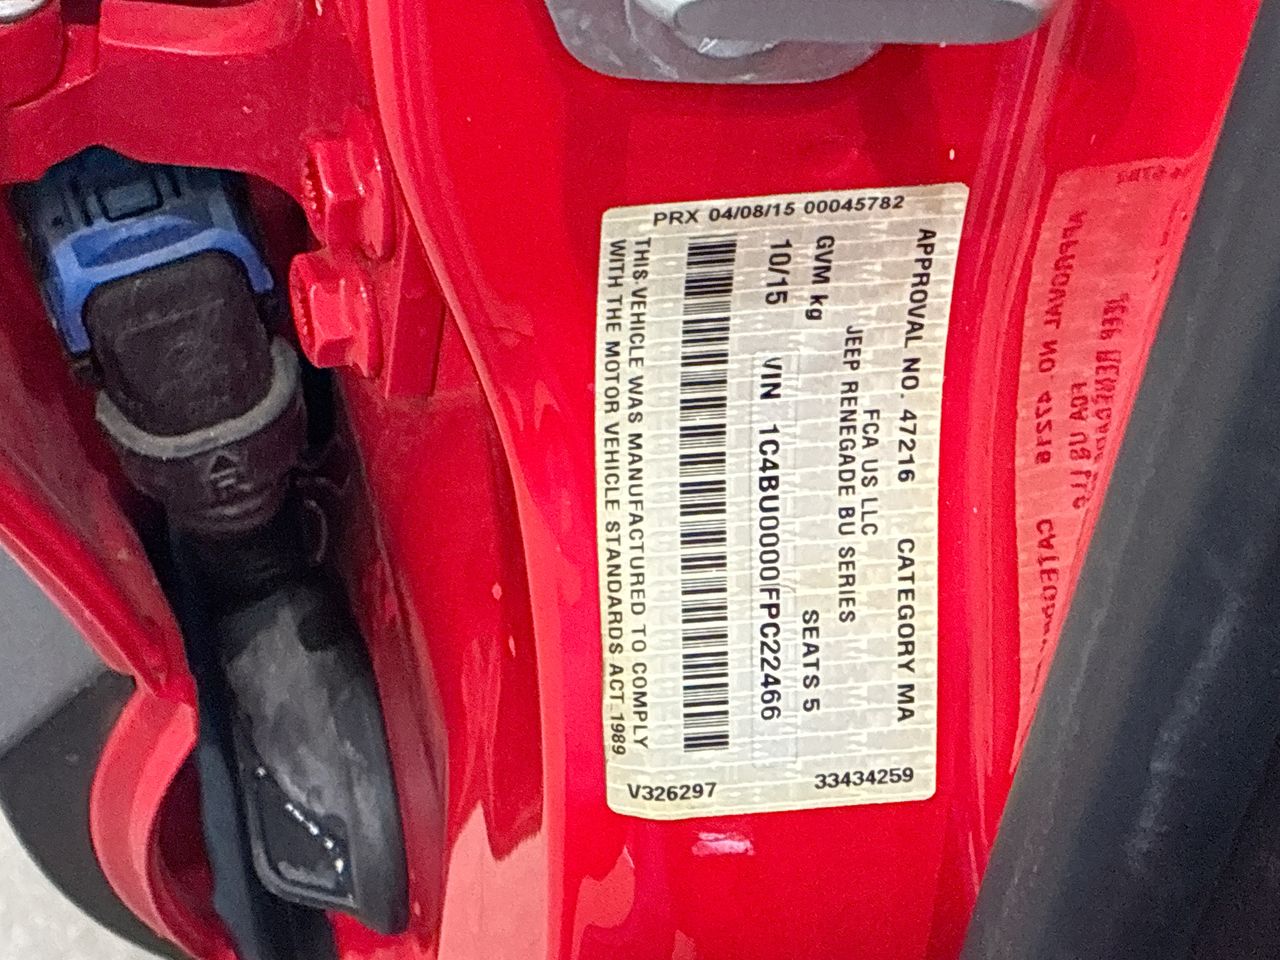 PRX 04/08/15 00045782
APPROVAL NO. 47216 CATEGORY MA
FCA US LLC
JEEP RENEGADE BU SERIES
GVM kg SEATS 5
10/15 VIN 1C4BU0000FPC22466
THIS VEHICLE WAS MANUFACTURED TO COMPLY
WITH THE MOTOR VEHICLE STANDARDS ACT 1989
V326297 33434259